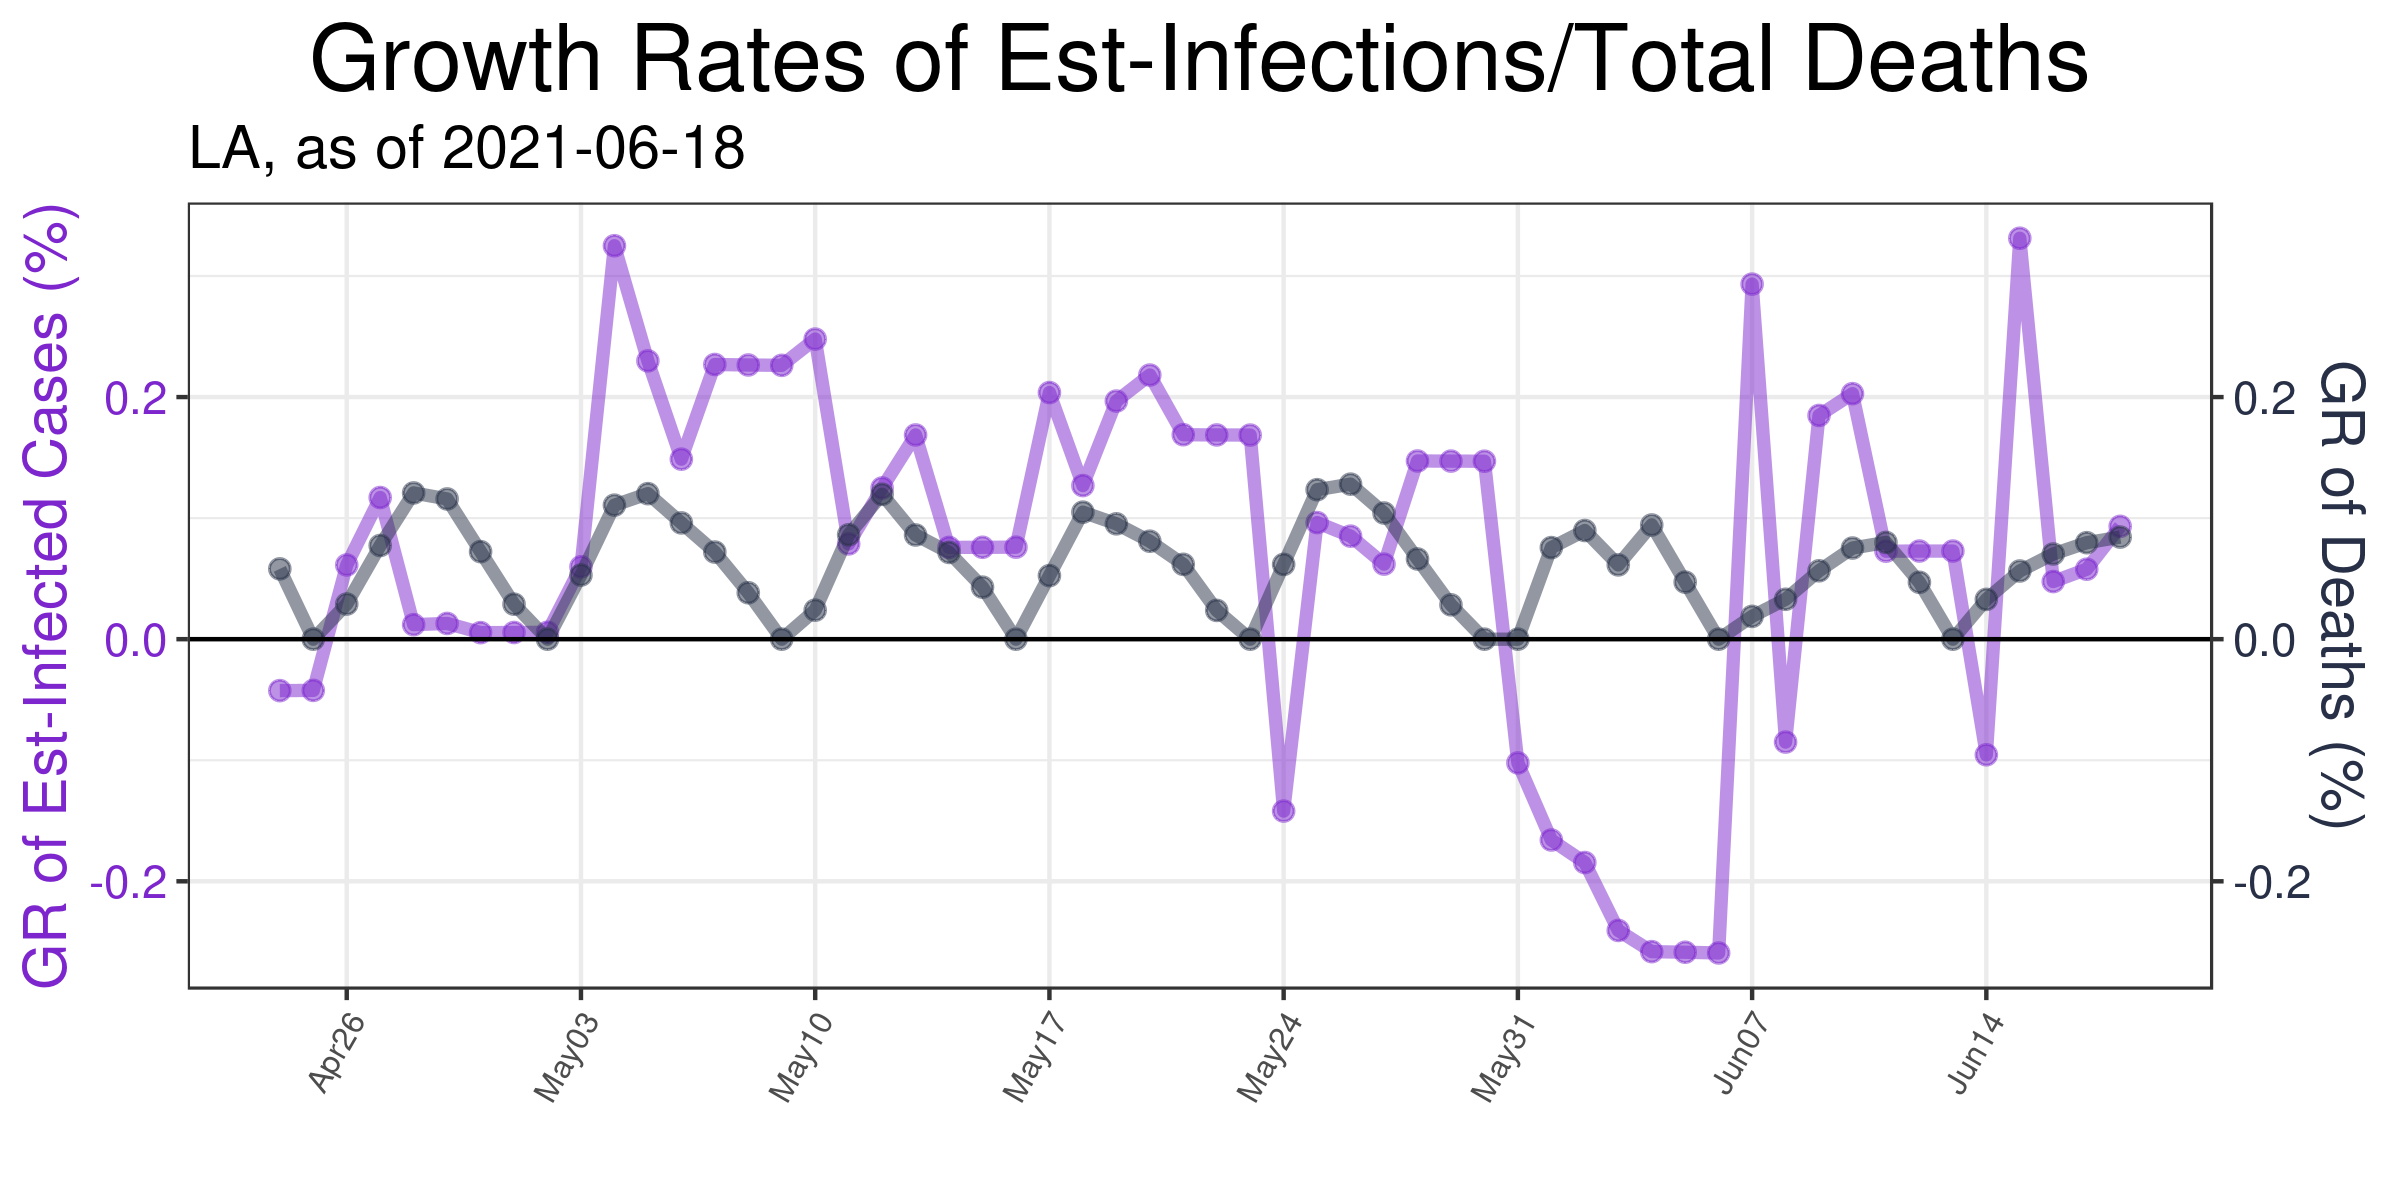 Growth Rates of Est-Infections/Total Deaths
LA, as of 2021-06-18
GR of Est-Infected Cases (%)
0.2
0.0
-0.2
0.2
0.0
-0.2
GR of Deaths (%)
Apr26
May03
May10
May17
May24
May31
Jun07
Jun14